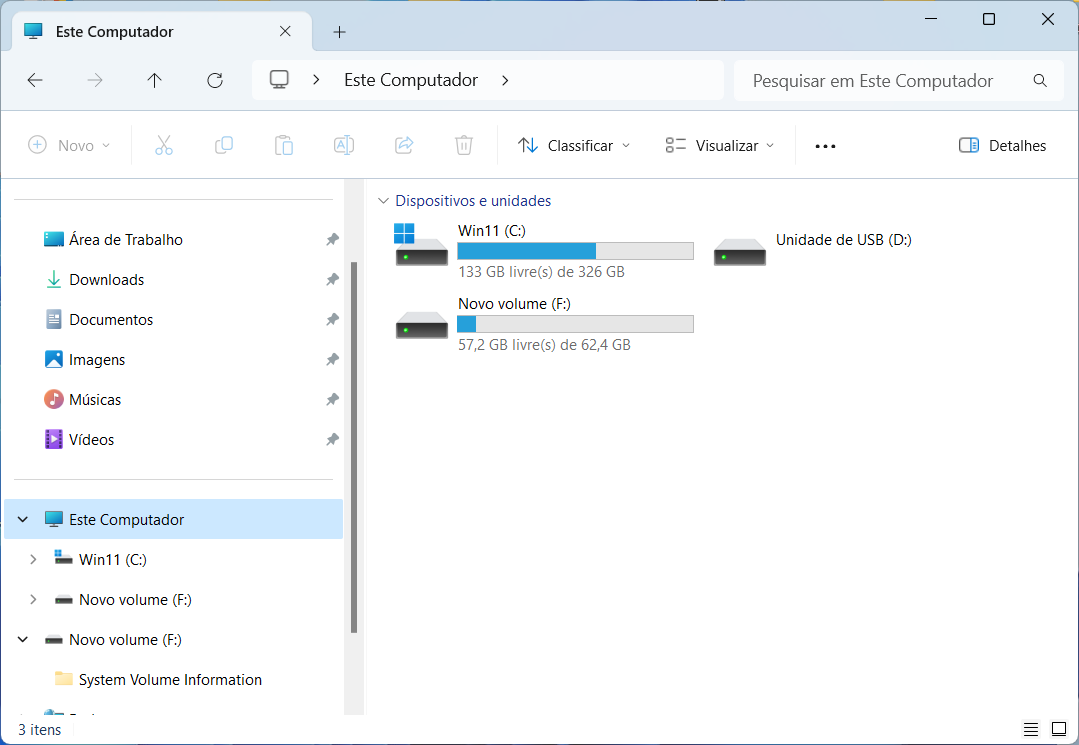 Este Computador
Este Computador
Pesquisar em Este Computador
Novo
Classificar
Visualizar
Detalhes
Área de Trabalho
Downloads
Documentos
Imagens
Músicas
Vídeos
Este Computador
Win11 (C:)
Novo volume (F:)
Novo volume (F:)
System Volume Information
Dispositivos e unidades
Win11 (C:)
133 GB livre(s) de 326 GB
Unidade de USB (D:)
Novo volume (F:)
57,2 GB livre(s) de 62,4 GB
3 itens